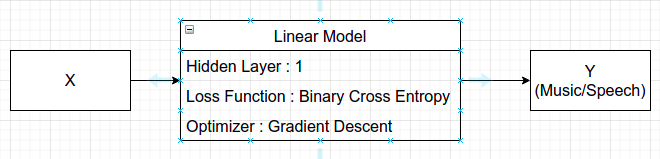 X
Linear Model
Hidden Layer : 1
Loss Function : Binary Cross Entropy
Optimizer : Gradient Descent
Y
(Music/Speech)